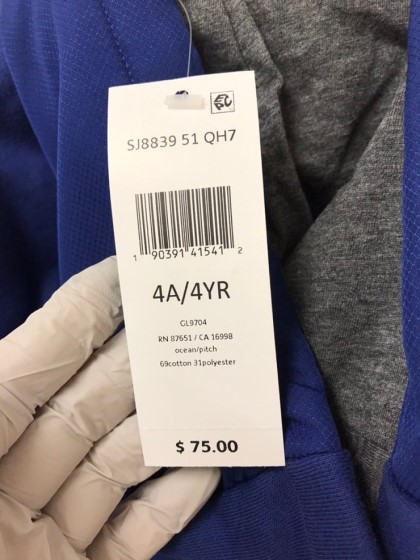 SJ8839 51 QH7
1 90391 41541 2
4A/4YR
GL9704
RN 87651 / CA 16998
ocean/pitch
69cotton 31polyester
$ 75.00